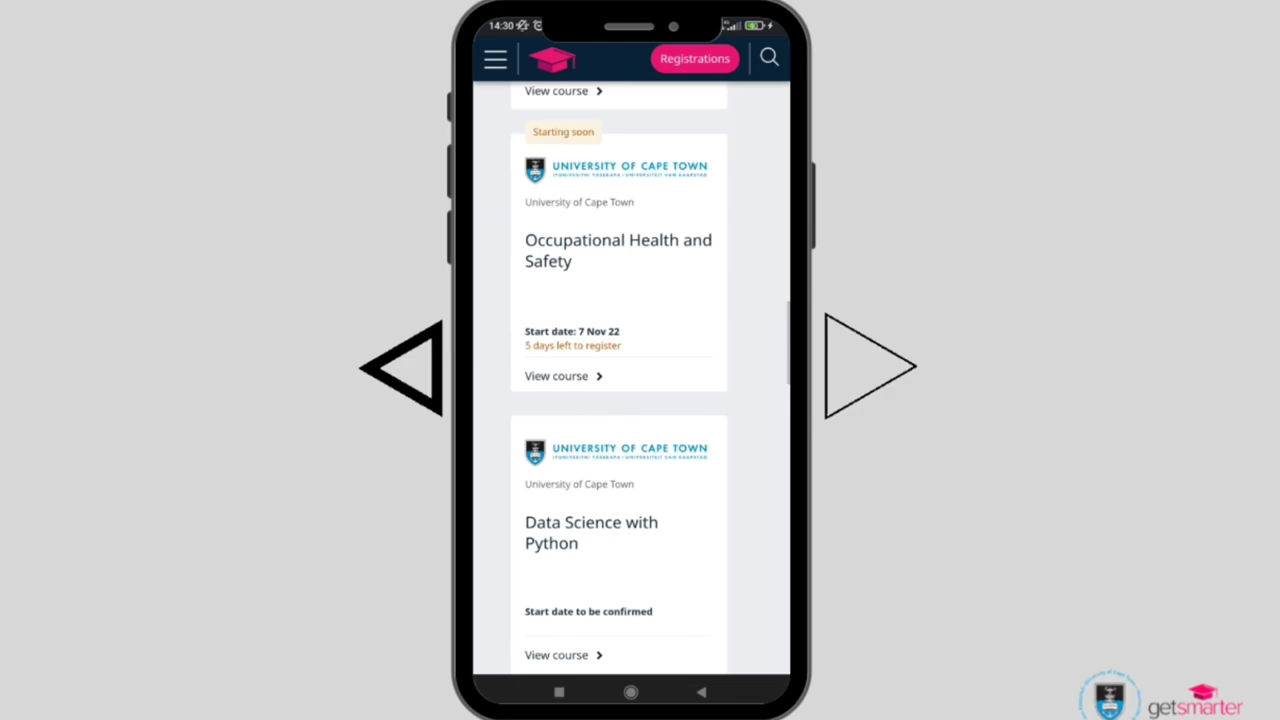 14:30
Registrations
View course
Starting soon
UNIVERSITY OF CAPE TOWN
University of Cape Town
Occupational Health and
Safety
Start date: 7 Nov 22
5 days left to register
View course
UNIVERSITY OF CAPE TOWN
University of Cape Town
Data Science with
Python
Start date to be confirmed
View course
getsmarter